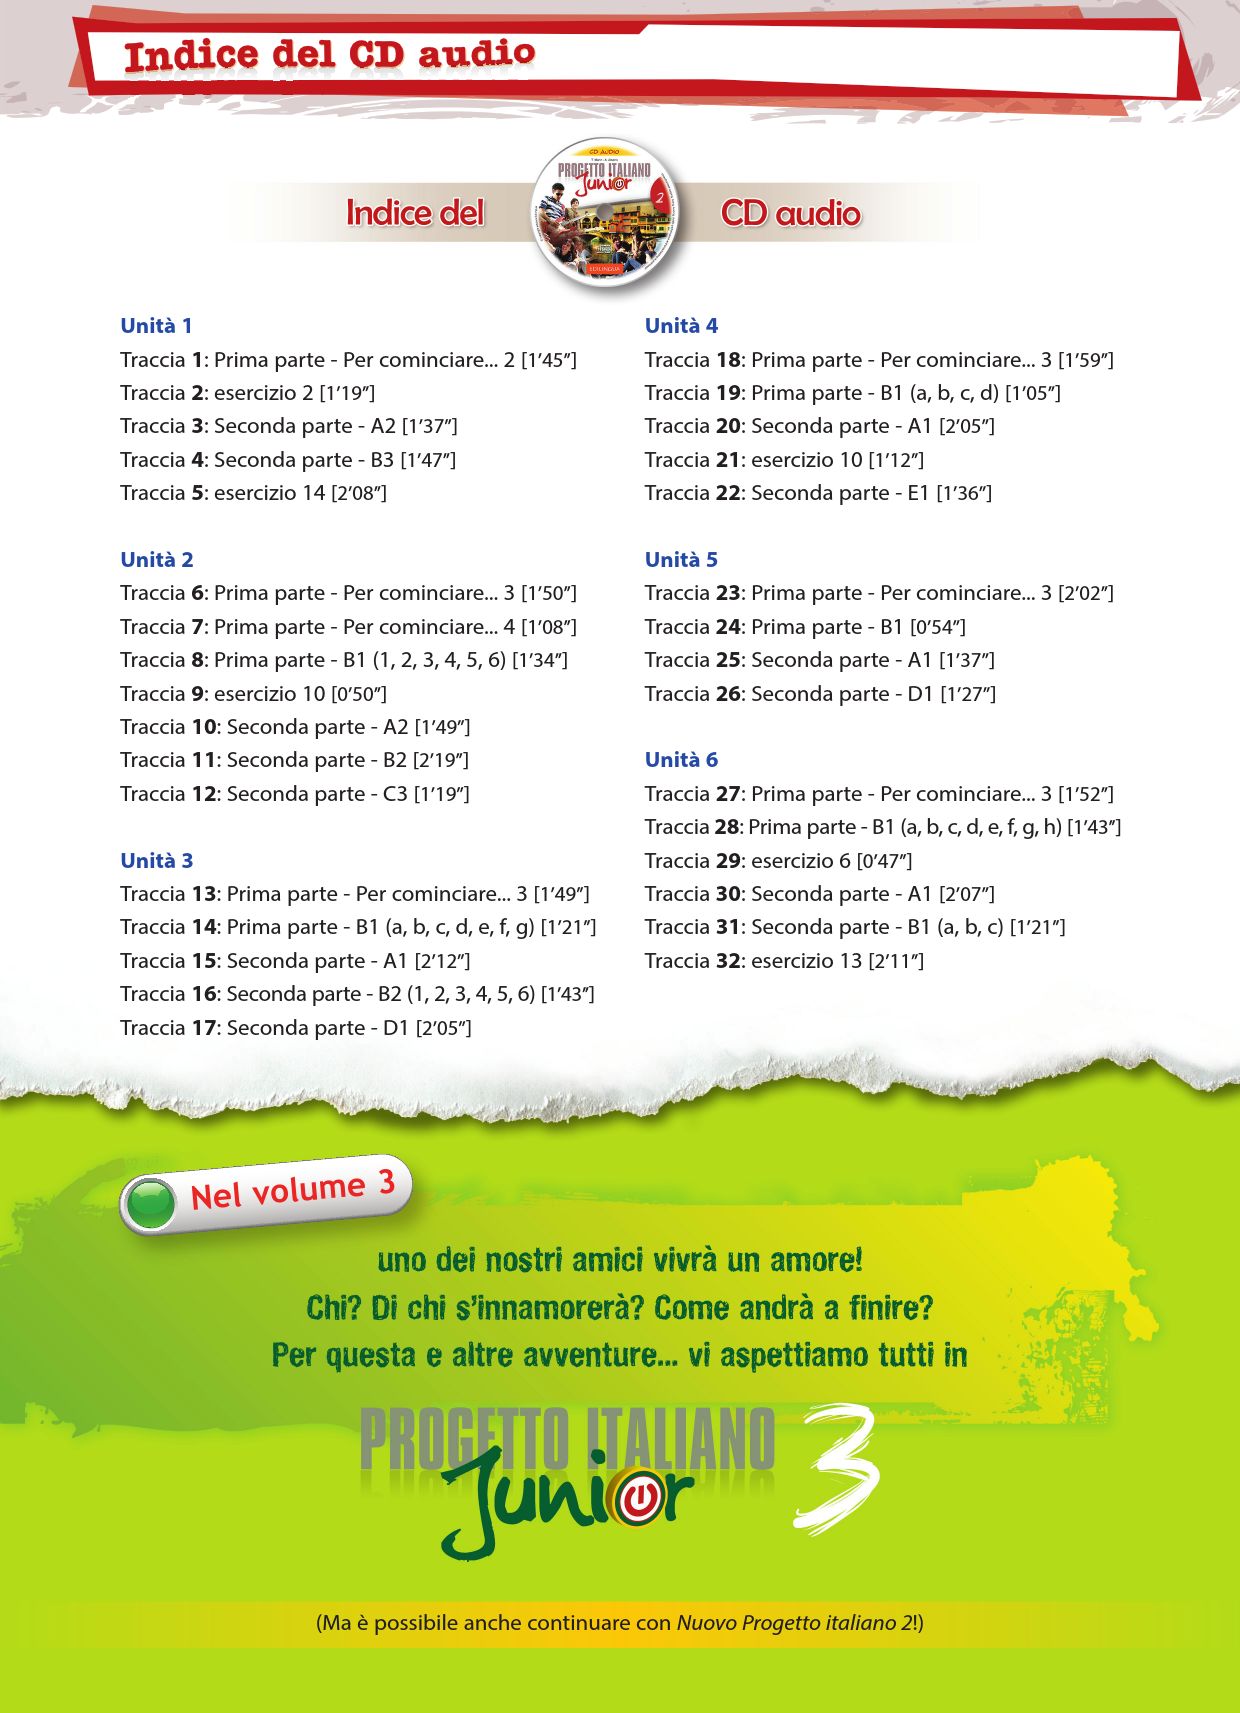 Indice del CD audio
Indice del
CD AUDIO
PROGETTO ITALIANO
Junior
2
EDILINGUA
CD audio
Unità 1
Traccia 1: Prima parte - Per cominciare... 2 [1’45”]
Traccia 2: esercizio 2 [1’19”]
Traccia 3: Seconda parte - A2 [1’37”]
Traccia 4: Seconda parte - B3 [1’47”]
Traccia 5: esercizio 14 [2’08”]
Unità 2
Traccia 6: Prima parte - Per cominciare... 3 [1’50”]
Traccia 7: Prima parte - Per cominciare... 4 [1’08”]
Traccia 8: Prima parte - B1 (1, 2, 3, 4, 5, 6) [1’34”]
Traccia 9: esercizio 10 [0’50”]
Traccia 10: Seconda parte - A2 [1’49”]
Traccia 11: Seconda parte - B2 [2’19”]
Traccia 12: Seconda parte - C3 [1’19”]
Unità 3
Traccia 13: Prima parte - Per cominciare... 3 [1’49”]
Traccia 14: Prima parte - B1 (a, b, c, d, e, f, g) [1’21”]
Traccia 15: Seconda parte - A1 [2’12”]
Traccia 16: Seconda parte - B2 (1, 2, 3, 4, 5, 6) [1’43”]
Traccia 17: Seconda parte - D1 [2’05”]
Unità 4
Traccia 18: Prima parte - Per cominciare... 3 [1’59”]
Traccia 19: Prima parte - B1 (a, b, c, d) [1’05”]
Traccia 20: Seconda parte - A1 [2’05”]
Traccia 21: esercizio 10 [1’12”]
Traccia 22: Seconda parte - E1 [1’36”]
Unità 5
Traccia 23: Prima parte - Per cominciare... 3 [2’02”]
Traccia 24: Prima parte - B1 [0’54”]
Traccia 25: Seconda parte - A1 [1’37”]
Traccia 26: Seconda parte - D1 [1’27”]
Unità 6
Traccia 27: Prima parte - Per cominciare... 3 [1’52”]
Traccia 28: Prima parte - B1 (a, b, c, d, e, f, g, h) [1’43”]
Traccia 29: esercizio 6 [0’47”]
Traccia 30: Seconda parte - A1 [2’07”]
Traccia 31: Seconda parte - B1 (a, b, c) [1’21”]
Traccia 32: esercizio 13 [2’11”]
Nel volume 3
uno dei nostri amici vivrà un amore!
Chi? Di chi s’innamorerà? Come andrà a finire?
Per questa e altre avventure... vi aspettiamo tutti in
PROGETTO ITALIANO
Junior 3
(Ma è possibile anche continuare con Nuovo Progetto italiano 2!)